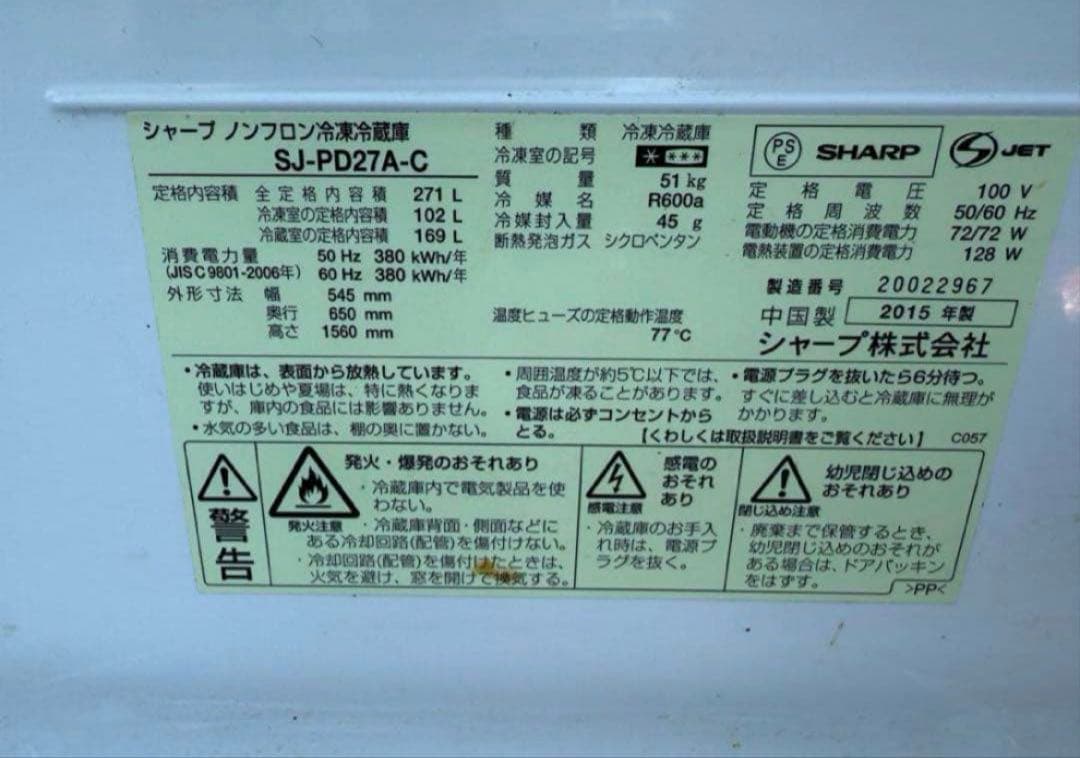 シャープ ノンフロン冷凍冷蔵庫
SJ-PD27A-C
定格内容積 全定格内容積 271 L
冷凍室の定格内容積 102 L
冷蔵室の定格内容積 169 L
消費電力量 50 Hz 380 kWh/年
(JIS C 9801-2006年) 60 Hz 380 kWh/年
外形寸法 幅 545 mm
奥行 650 mm
高さ 1560 mm
種類 冷凍冷蔵庫
冷凍室の記号 * ***
質量 51 kg
冷媒名 R600a
冷媒封入量 45 g
断熱発泡ガス シクロペンタン
温度ヒューズの定格動作温度
77℃
PSE SHARP JET
定格電圧 100 V
定格周波数 50/60 Hz
電動機の定格消費電力 72/72 W
電熱装置の定格消費電力 128 W
製造番号 20022967
中国製 2015 年製
シャープ株式会社
・冷蔵庫は、表面から放熱しています。
使いはじめや夏場は、特に熱くなりま
すが、庫内の食品には影響ありません。
・水気の多い食品は、棚の奥に置かない。
・周囲温度が約5℃以下では、
食品が凍ることがあります。
・電源は必ずコンセントから
とる。
・電源プラグを抜いたら6分待つ。
すぐに差し込むと冷蔵庫に無理が
かかります。
【くわしくは取扱説明書をご覧ください】 C057
警告
発火注意
発火・爆発のおそれあり
・冷蔵庫内で電気製品を使
わない。
・冷蔵庫背面・側面などに
ある冷却回路(配管)を傷付けない。
・冷却回路(配管)を傷付けたときは、
火気を避け、窓を開けて換気する。
感電注意
感電の
おそれ
あり
・冷蔵庫のお手入
れ時は、電源プ
ラグを抜く。
閉じ込め注意
幼児閉じ込めの
おそれあり
・廃棄まで保管するとき、
幼児閉じ込めのおそれが
ある場合は、ドアパッキン
をはずす。
>PP<